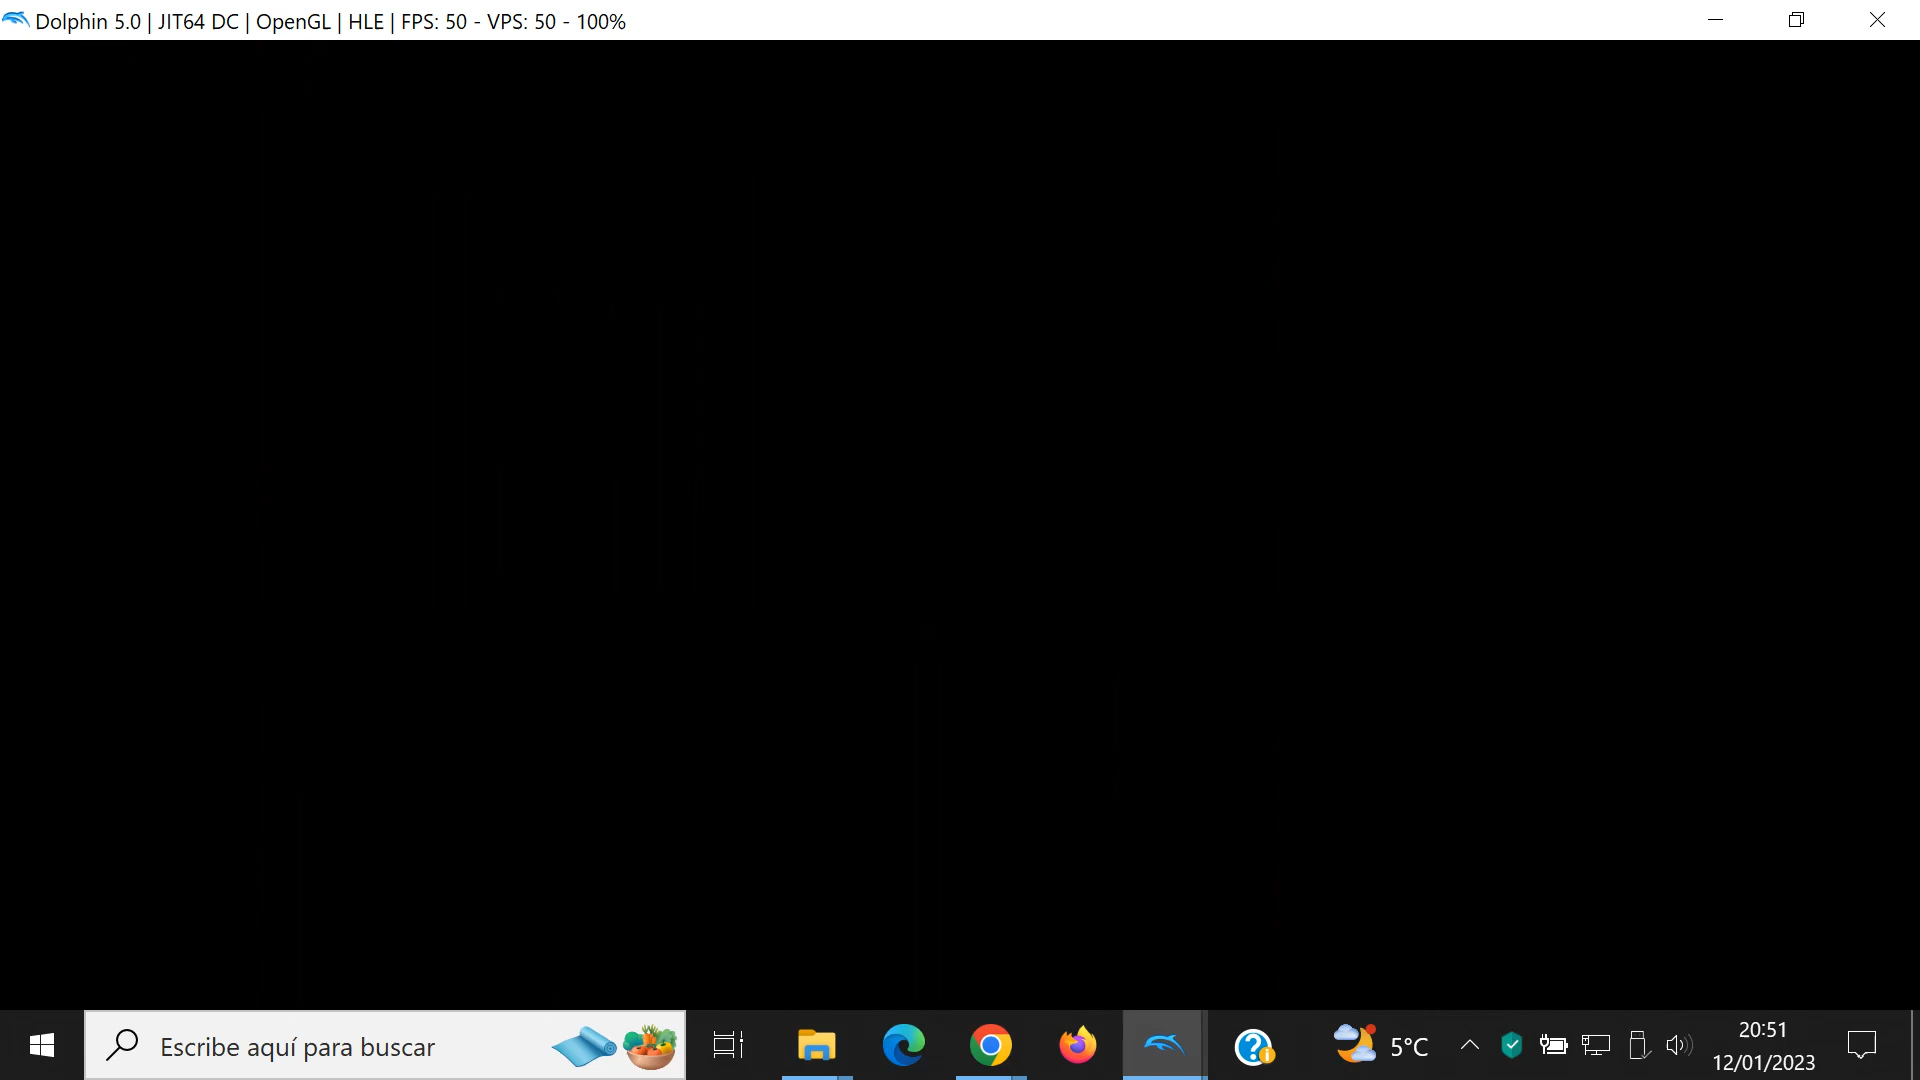 Dolphin 5.0 | JIT64 DC | OpenGL | HLE | FPS: 50 - VPS: 50 - 100%
Escribe aquí para buscar
5°C
20:51
12/01/2023